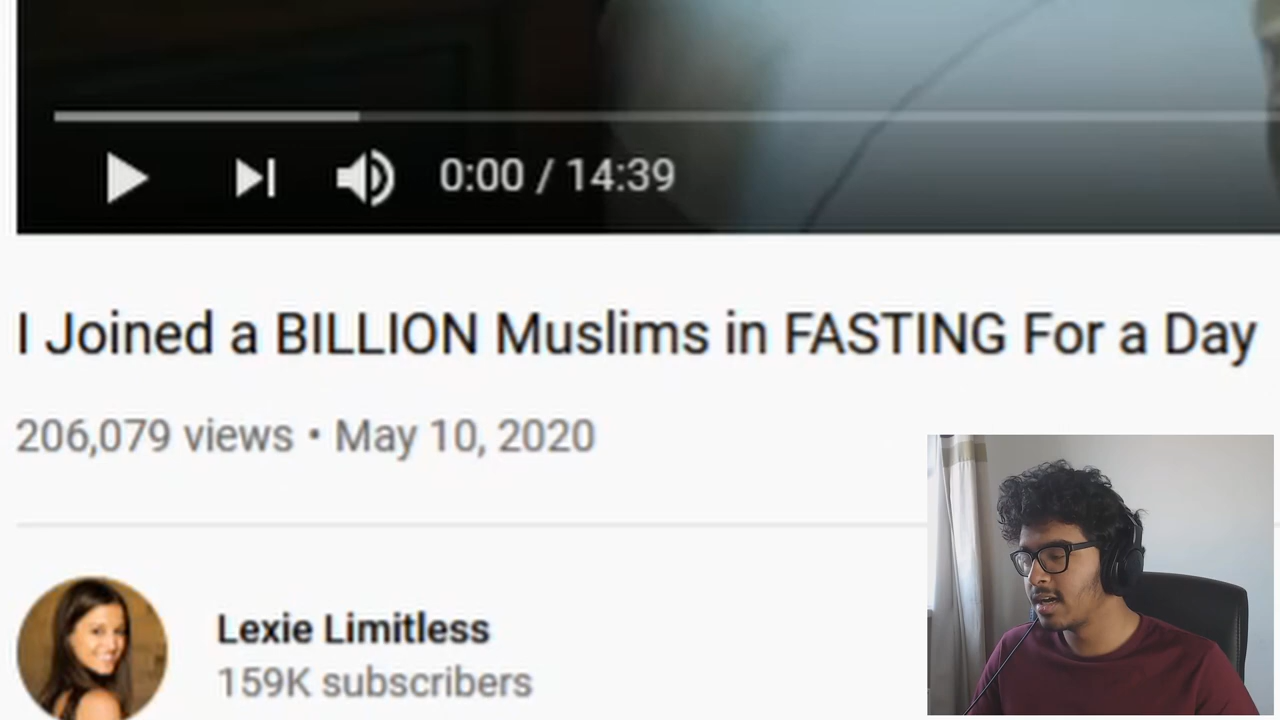 0:00 / 14:39
I Joined a BILLION Muslims in FASTING For a Day
206,079 views • May 10, 2020
Lexie Limitless
159K subscribers